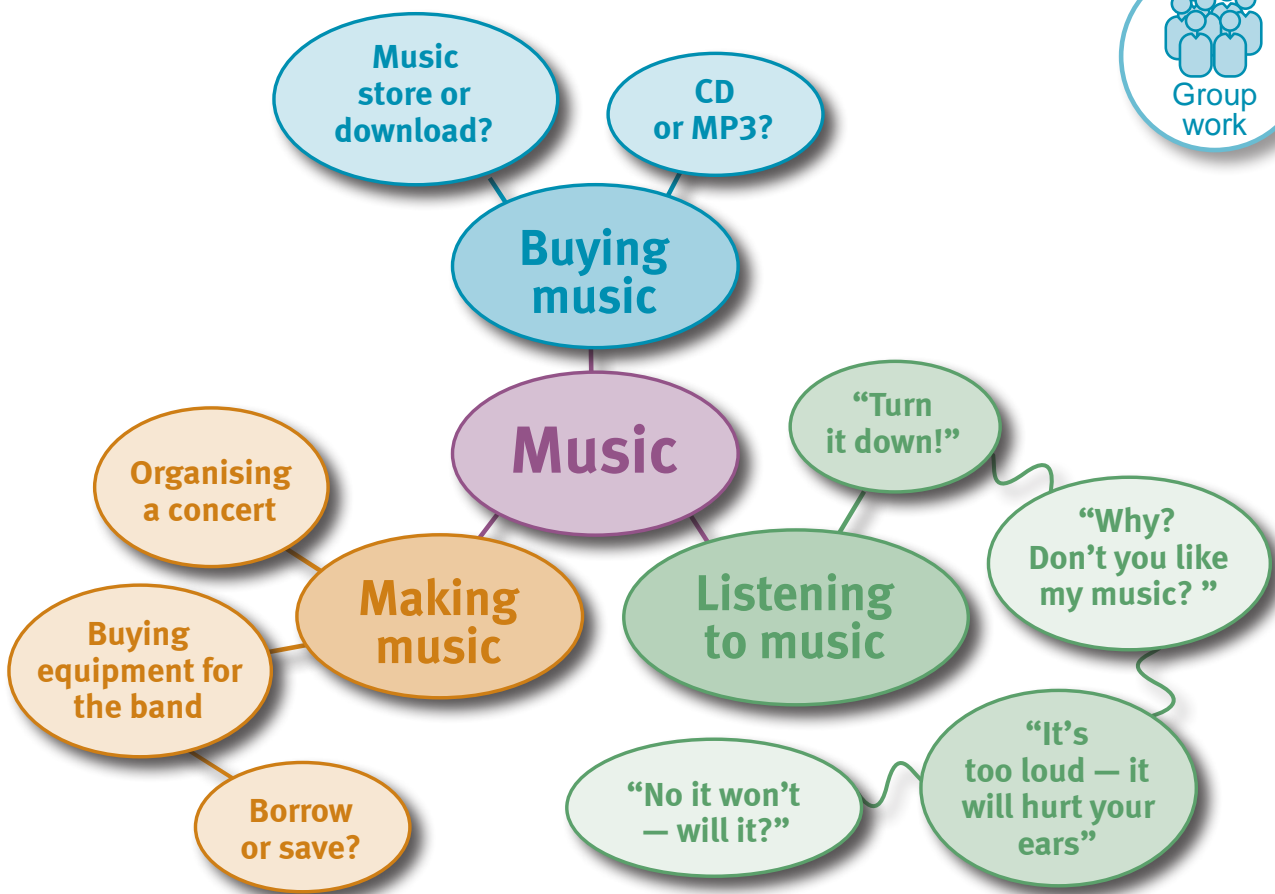 Group
work
Music
store or
download?
CD
or MP3?
Buying
music
Music
Making
music
Organising
a concert
Buying
equipment for
the band
Borrow
or save?
Listening
to music
“Turn
it down!”
“Why?
Don’t you like
my music? ”
“It’s
too loud — it
will hurt your
ears”
“No it won’t
— will it?”